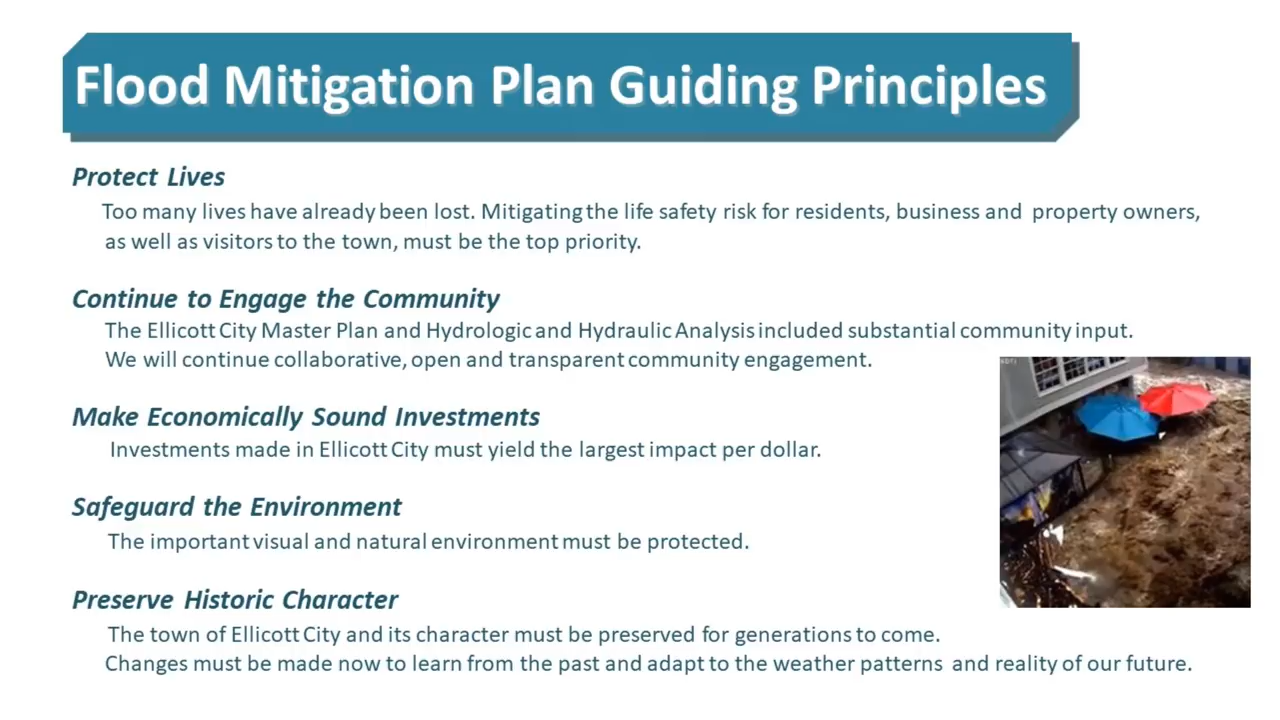 Flood Mitigation Plan Guiding Principles
Protect Lives
Too many lives have already been lost. Mitigating the life safety risk for residents, business and property owners,
as well as visitors to the town, must be the top priority.
Continue to Engage the Community
The Ellicott City Master Plan and Hydrologic and Hydraulic Analysis included substantial community input.
We will continue collaborative, open and transparent community engagement.
Make Economically Sound Investments
Investments made in Ellicott City must yield the largest impact per dollar.
Safeguard the Environment
The important visual and natural environment must be protected.
Preserve Historic Character
The town of Ellicott City and its character must be preserved for generations to come.
Changes must be made now to learn from the past and adapt to the weather patterns and reality of our future.